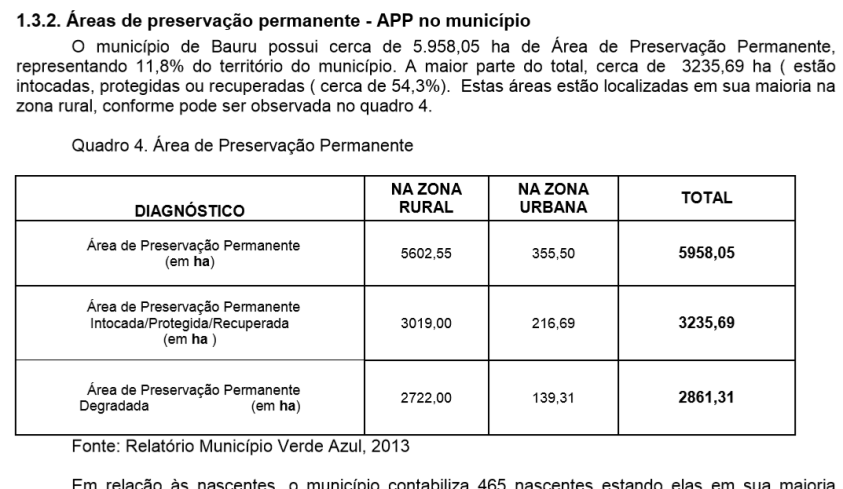 1.3.2. Áreas de preservação permanente - APP no município
O município de Bauru possui cerca de 5.958,05 ha de Área de Preservação Permanente,
representando 11,8% do território do município. A maior parte do total, cerca de 3235,69 ha ( estão
intocadas, protegidas ou recuperadas ( cerca de 54,3%). Estas áreas estão localizadas em sua maioria na
zona rural, conforme pode ser observada no quadro 4.
Quadro 4. Área de Preservação Permanente
DIAGNÓSTICO NA ZONA RURAL NA ZONA URBANA TOTAL
Área de Preservação Permanente
(em ha) 5602,55 355,50 5958,05
Área de Preservação Permanente
Intocada/Protegida/Recuperada
(em ha ) 3019,00 216,69 3235,69
Área de Preservação Permanente
Degradada (em ha) 2722,00 139,31 2861,31
Fonte: Relatório Município Verde Azul, 2013
Em relação às nascentes, o município contabiliza 465 nascentes estando elas em sua maioria